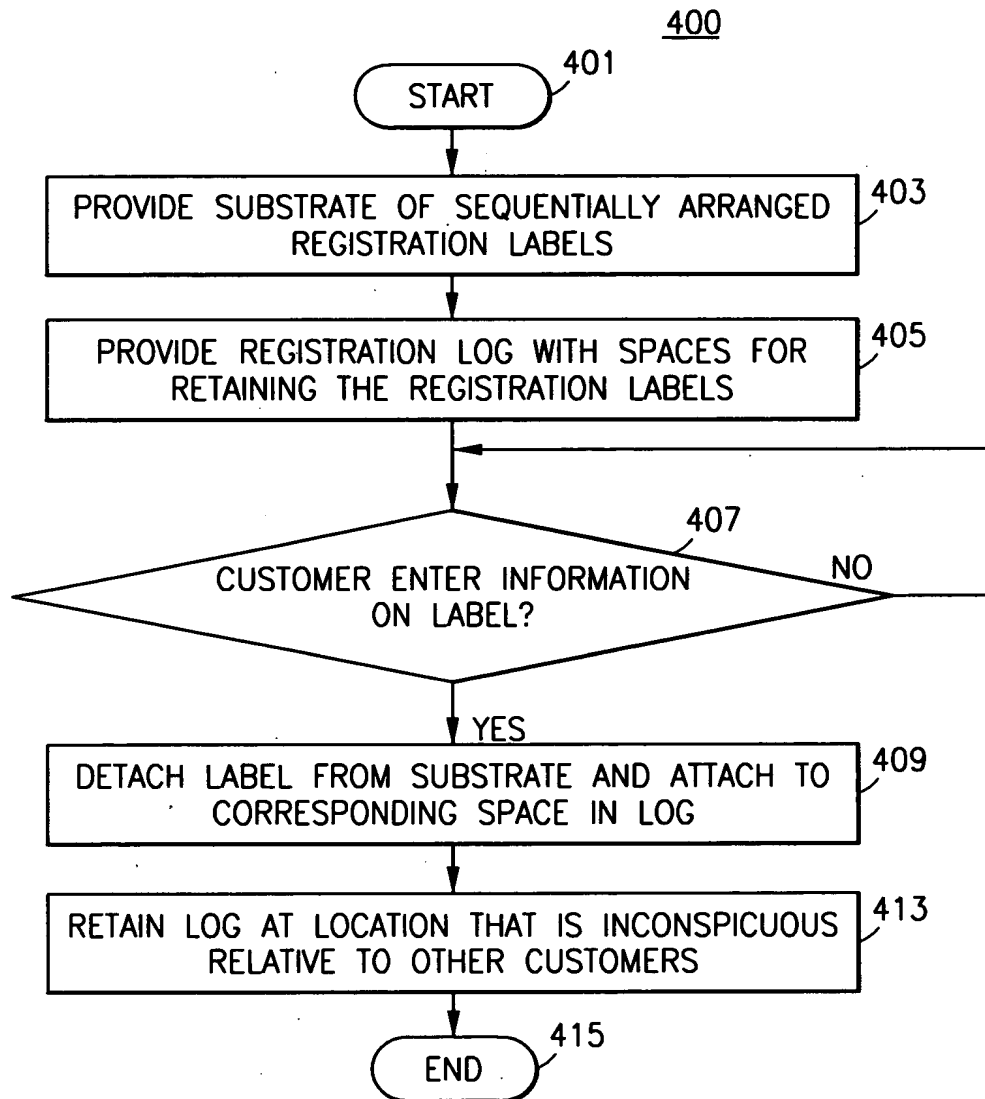 400
START
401
PROVIDE SUBSTRATE OF SEQUENTIALLY ARRANGED
REGISTRATION LABELS
403
PROVIDE REGISTRATION LOG WITH SPACES FOR
RETAINING THE REGISTRATION LABELS
405
407
CUSTOMER ENTER INFORMATION
ON LABEL?
NO
YES
DETACH LABEL FROM SUBSTRATE AND ATTACH TO
CORRESPONDING SPACE IN LOG
409
RETAIN LOG AT LOCATION THAT IS INCONSPICUOUS
RELATIVE TO OTHER CUSTOMERS
413
END
415